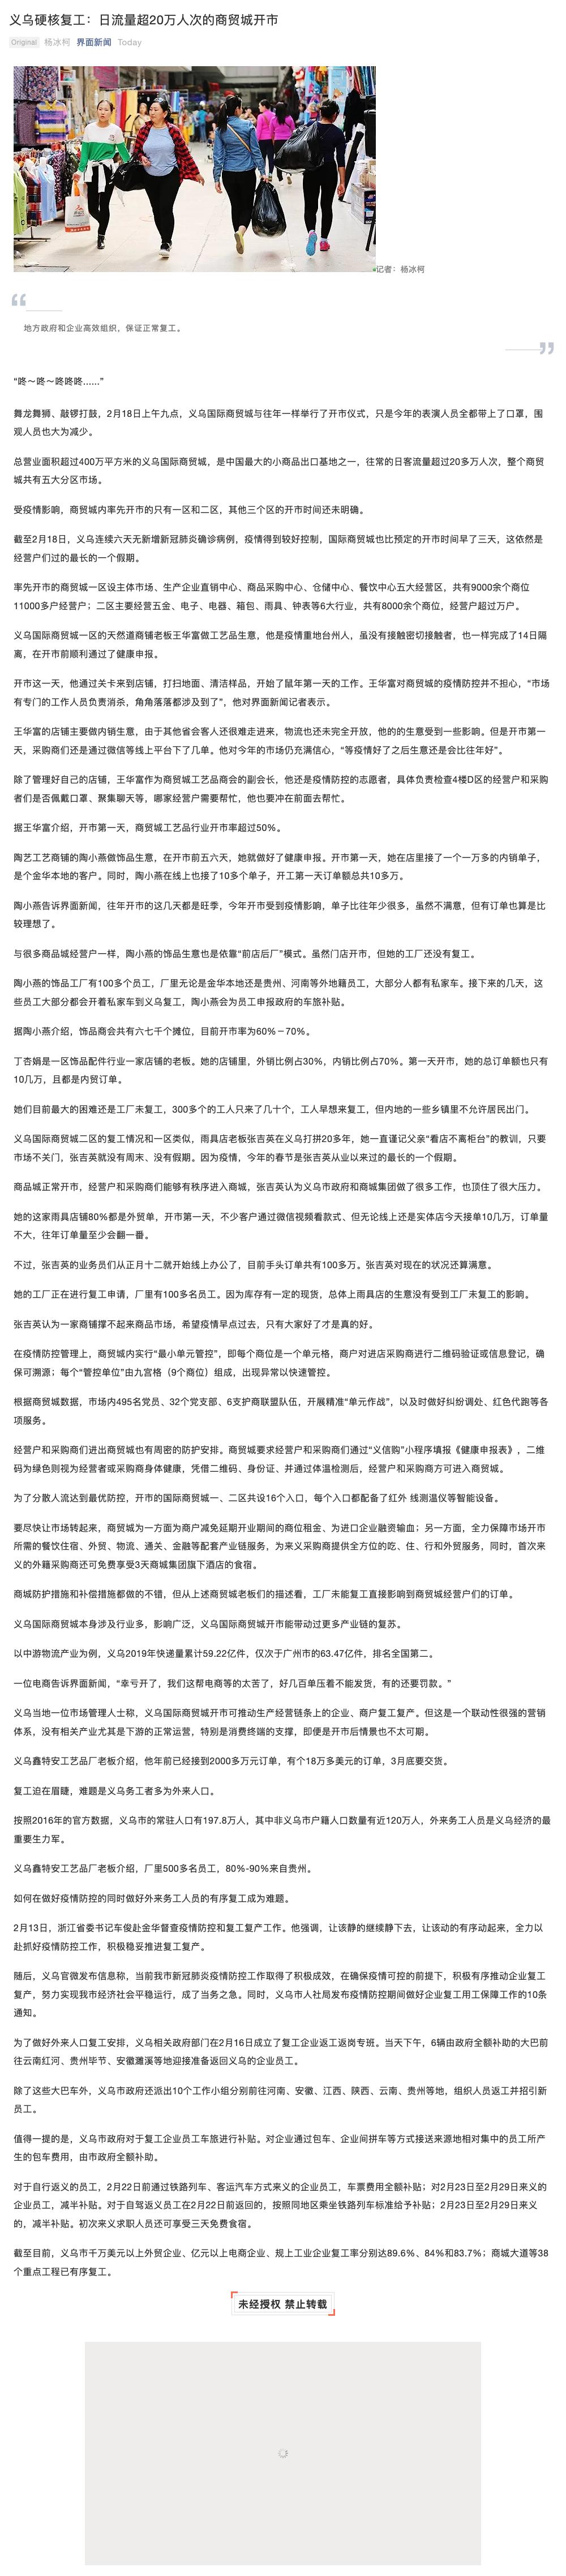 义乌硬核复工：日流量超20万人次的商贸城开市
Original 杨冰柯 界面新闻 Today
记者：杨冰柯
地方政府和企业高效组织，保证正常复工。
“咚～咚～咚咚咚……”
舞龙舞狮、敲锣打鼓，2月18日上午九点，义乌国际商贸城与往年一样举行了开市仪式，只是今年的表演人员全都带上了口罩，围
观人员也大为减少。
总营业面积超过400万平方米的义乌国际商贸城，是中国最大的小商品出口基地之一，往常的日客流量超过20多万人次，整个商贸
城共有五大分区市场。
受疫情影响，商贸城内率先开市的只有一区和二区，其他三个区的开市时间还未明确。
截至2月18日，义乌连续六天无新增新冠肺炎确诊病例，疫情得到较好控制，国际商贸城也比预定的开市时间早了三天，这依然是
经营户们过的最长的一个假期。
率先开市的商贸城一区设主体市场、生产企业直销中心、商品采购中心、仓储中心、餐饮中心五大经营区，共有9000余个商位
11000多户经营户；二区主要经营五金、电子、电器、箱包、雨具、钟表等6大行业，共有8000余个商位，经营户超过万户。
义乌国际商贸城一区的天然道商铺老板王华富做工艺品生意，他是疫情重地台州人，虽没有接触密切接触者，也一样完成了14日隔
离，在开市前顺利通过了健康申报。
开市这一天，他通过关卡来到店铺，打扫地面、清洁样品，开始了鼠年第一天的工作。王华富对商贸城的疫情防控并不担心，“市场
有专门的工作人员负责消杀，角角落落都涉及到了”，他对界面新闻记者表示。
王华富的店铺主要做内销生意，由于其他省会客人还很难走进来，物流也还未完全开放，他的的生意受到一些影响。但是开市第一
天，采购商们还是通过微信等线上平台下了几单。他对今年的市场仍充满信心，“等疫情好了之后生意还是会比往年好”。
除了管理好自己的店铺，王华富作为商贸城工艺品商会的副会长，他还是疫情防控的志愿者，具体负责检查4楼D区的经营户和采购
者们是否佩戴口罩、聚集聊天等，哪家经营户需要帮忙，他也要冲在前面去帮忙。
据王华富介绍，开市第一天，商贸城工艺品行业开市率超过50%。
陶艺工艺商铺的陶小燕做饰品生意，在开市前五六天，她就做好了健康申报。开市第一天，她在店里接了一个一万多的内销单子，
是个金华本地的客户。同时，陶小燕在线上也接了10多个单子，开工第一天订单额总共10多万。
陶小燕告诉界面新闻，往年开市的这几天都是旺季，今年开市受到疫情影响，单子比往年少很多，虽然不满意，但有订单也算是比
较理想了。
与很多商品城经营户一样，陶小燕的饰品生意也是依靠“前店后厂”模式。虽然门店开市，但她的工厂还没有复工。
陶小燕的饰品工厂有100多个员工，厂里无论是金华本地还是贵州、河南等外地籍员工，大部分人都有私家车。接下来的几天，这
些员工大部分都会开着私家车到义乌复工，陶小燕会为员工申报政府的车旅补贴。
据陶小燕介绍，饰品商会共有六七千个摊位，目前开市率为60%－70%。
丁杏娟是一区饰品配件行业一家店铺的老板。她的店铺里，外销比例占30%，内销比例占70%。第一天开市，她的总订单额也只有
10几万，且都是内贸订单。
她们目前最大的困难还是工厂未复工，300多个的工人只来了几十个，工人早想来复工，但内地的一些乡镇里不允许居民出门。
义乌国际商贸城二区的复工情况和一区类似，雨具店老板张吉英在义乌打拼20多年，她一直谨记父亲“看店不离柜台”的教训，只要
市场不关门，张吉英就没有周末、没有假期。因为疫情，今年的春节是张吉英从业以来过的最长的一个假期。
商品城正常开市，经营户和采购商们能够有秩序进入商城，张吉英认为义乌市政府和商城集团做了很多工作，也顶住了很大压力。
她的这家雨具店铺80%都是外贸单，开市第一天，不少客户通过微信视频看款式、但无论线上还是实体店今天接单10几万，订单量
不大，往年订单量至少会翻一番。
不过，张吉英的业务员们从正月十二就开始线上办公了，目前手头订单共有100多万。张吉英对现在的状况还算满意。
她的工厂正在进行复工申请，厂里有100多名员工。因为库存有一定的现货，总体上雨具店的生意没有受到工厂未复工的影响。
张吉英认为一家商铺撑不起来商品市场，希望疫情早点过去，只有大家好了才是真的好。
在疫情防控管理上，商贸城内实行“最小单元管控”，即每个商位是一个单元格，商户对进店采购商进行二维码验证或信息登记，确
保可溯源；每个“管控单位”由九宫格（9个商位）组成，出现异常以快速管控。
根据商贸城数据，市场内495名党员、32个党支部、6支护商联盟队伍，开展精准“单元作战”，以及时做好纠纷调处、红色代跑等各
项服务。
经营户和采购商们进出商贸城也有周密的防护安排。商贸城要求经营户和采购商们通过“义信购”小程序填报《健康申报表》，二维
码为绿色则视为经营者或采购商身体健康，凭借二维码、身份证、并通过体温检测后，经营户和采购商方可进入商贸城。
为了分散人流达到最优防控，开市的国际商贸城一、二区共设16个入口，每个入口都配备了红外 线测温仪等智能设备。
要尽快让市场转起来，商贸城为一方面为商户减免延期开业期间的商位租金、为进口企业融资输血；另一方面，全力保障市场开市
所需的餐饮住宿、外贸、物流、通关、金融等配套产业链服务，为来义采购商提供全方位的吃、住、行和外贸服务，同时，首次来
义的外籍采购商还可免费享受3天商城集团旗下酒店的食宿。
商城防护措施和补偿措施都做的不错，但从上述商贸城老板们的描述看，工厂未能复工直接影响到商贸城经营户们的订单。
义乌国际商贸城本身涉及行业多，影响广泛，义乌国际商贸城开市能带动过更多产业链的复苏。
以中游物流产业为例，义乌2019年快递量累计59.22亿件，仅次于广州市的63.47亿件，排名全国第二。
一位电商告诉界面新闻，“幸亏开了，我们这帮电商等的太苦了，好几百单压着不能发货，有的还要罚款。”
义乌当地一位市场管理人士称，义乌国际商贸城开市可推动生产经营链条上的企业、商户复工复产。但这是一个联动性很强的营销
体系，没有相关产业尤其是下游的正常运营，特别是消费终端的支撑，即便是开市后情景也不太可期。
义乌鑫特安工艺品厂老板介绍，他年前已经接到2000多万元订单，有个18万多美元的订单，3月底要交货。
复工迫在眉睫，难题是义乌务工者多为外来人口。
按照2016年的官方数据，义乌市的常驻人口有197.8万人，其中非义乌市户籍人口数量有近120万人，外来务工人员是义乌经济的最
重要生力军。
义乌鑫特安工艺品厂老板介绍，厂里500多名员工，80%-90%来自贵州。
如何在做好疫情防控的同时做好外来务工人员的有序复工成为难题。
2月13日，浙江省委书记车俊赴金华督查疫情防控和复工复产工作。他强调，让该静的继续静下去，让该动的有序动起来，全力以
赴抓好疫情防控工作，积极稳妥推进复工复产。
随后，义乌官微发布信息称，当前我市新冠肺炎疫情防控工作取得了积极成效，在确保疫情可控的前提下，积极有序推动企业复工
复产，努力实现我市经济社会平稳运行，成了当务之急。同时，义乌市人社局发布疫情防控期间做好企业复工用工保障工作的10条
通知。
为了做好外来人口复工安排，义乌相关政府部门在2月16日成立了复工企业返工返岗专班。当天下午，6辆由政府全额补助的大巴前
往云南红河、贵州毕节、安徽濉溪等地迎接准备返回义乌的企业员工。
除了这些大巴车外，义乌市政府还派出10个工作小组分别前往河南、安徽、江西、陕西、云南、贵州等地，组织人员返工并招引新
员工。
值得一提的是，义乌市政府对于复工企业员工车旅进行补贴。对企业通过包车、企业间拼车等方式接送来源地相对集中的员工所产
生的包车费用，由市政府全额补助。
对于自行返义的员工，2月22日前通过铁路列车、客运汽车方式来义的企业员工，车票费用全额补贴；对2月23日至2月29日来义的
企业员工，减半补贴。对于自驾返义员工在2月22日前返回的，按照同地区乘坐铁路列车标准给予补贴；2月23日至2月29日来义
的，减半补贴。初次来义求职人员还可享受三天免费食宿。
截至目前，义乌市千万美元以上外贸企业、亿元以上电商企业、规上工业企业复工率分别达89.6%、84%和83.7%；商城大道等38
个重点工程已有序复工。
未经授权 禁止转载